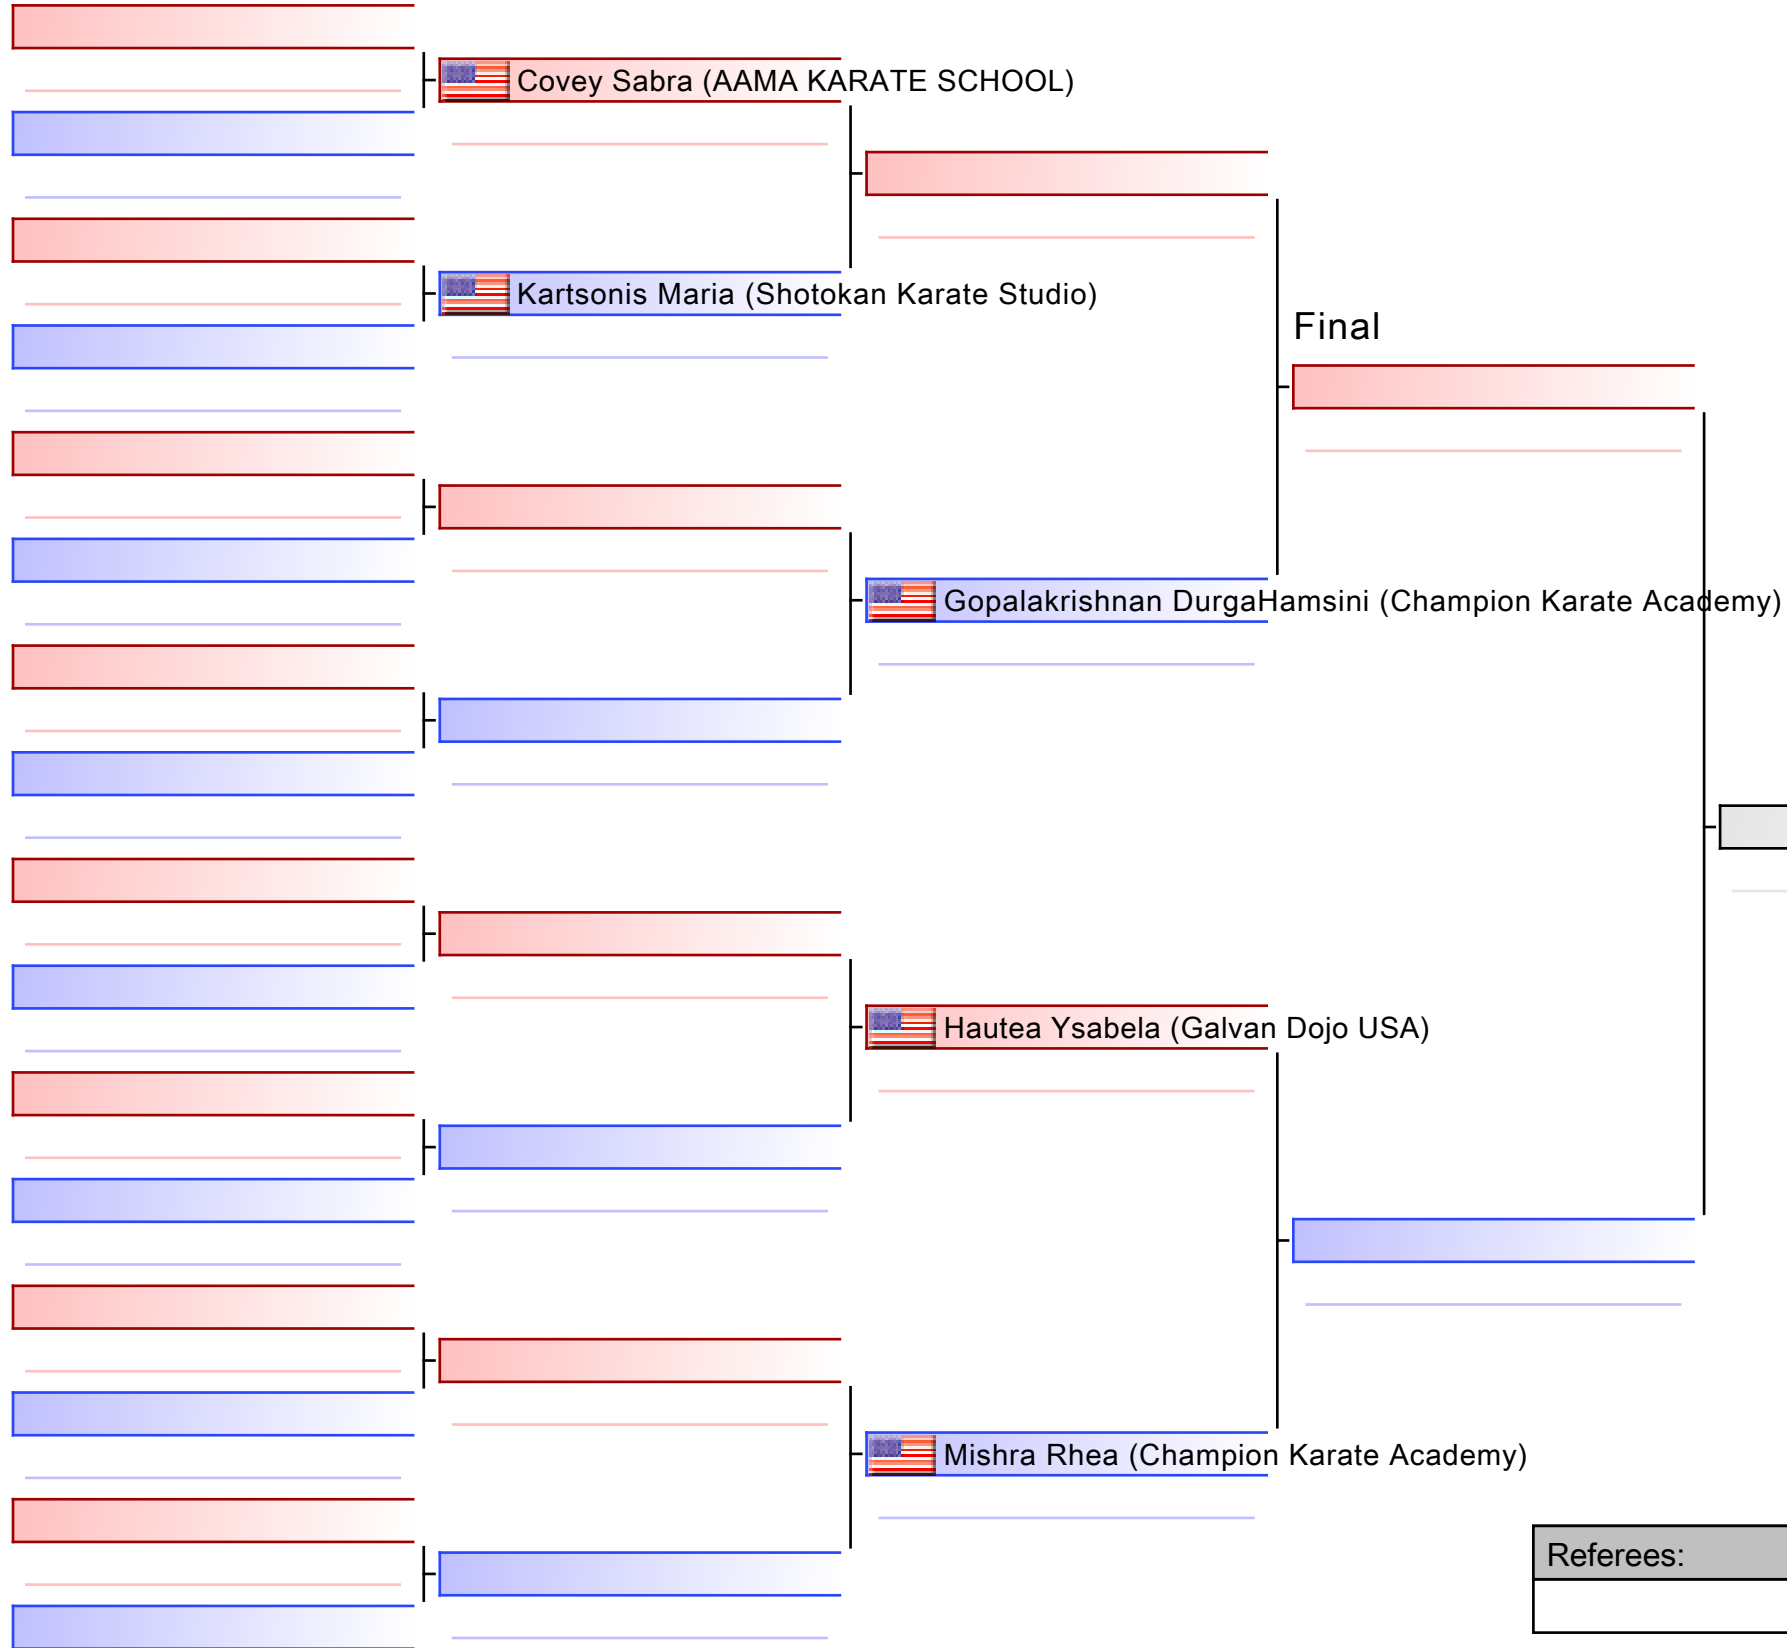 Covey Sabra (AAMA KARATE SCHOOL)
Kartsonis Maria (Shotokan Karate Studio)
Final
Gopalakrishnan DurgaHamsini (Champion Karate Academy)
Hautea Ysabela (Galvan Dojo USA)
Mishra Rhea (Champion Karate Academy)
Referees: